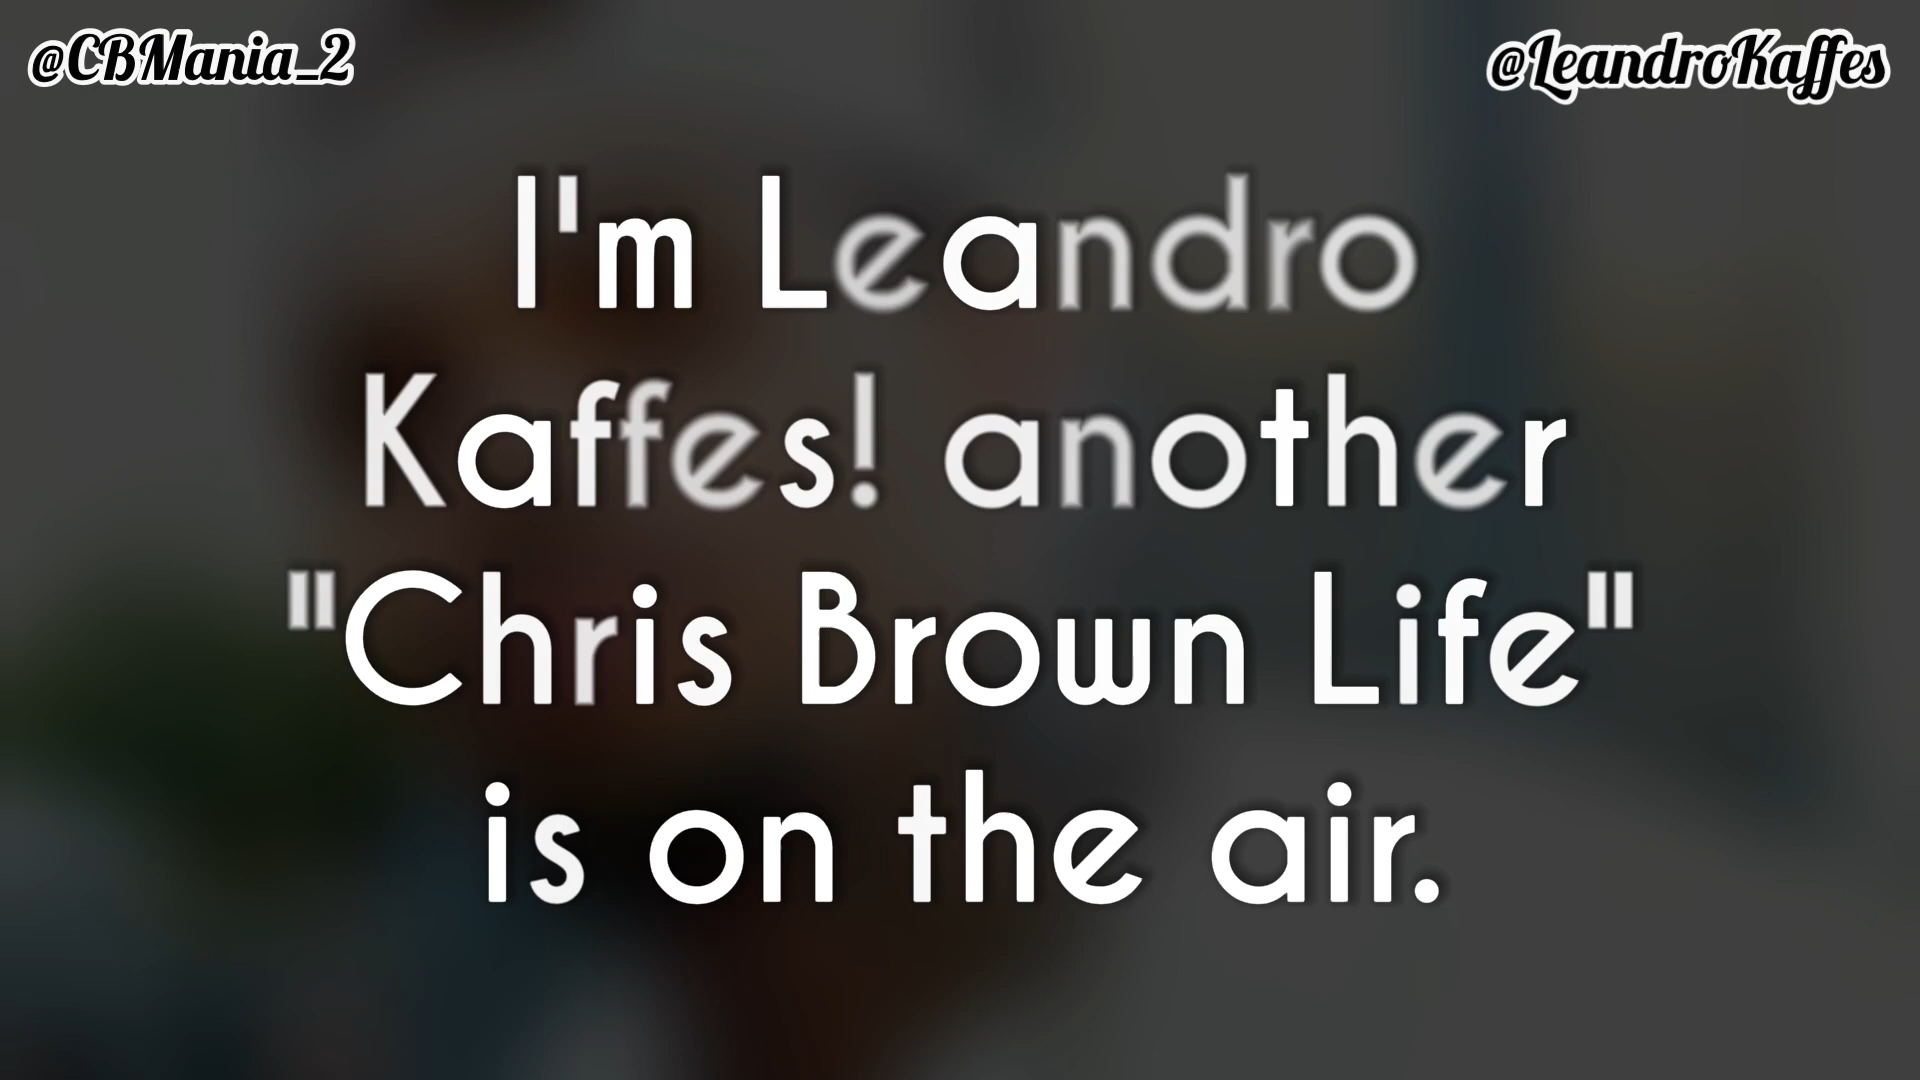 @CBMania_2
@LeandroKaffes
I'm Leandro
Kaffes! another
"Chris Brown Life"
is on the air.